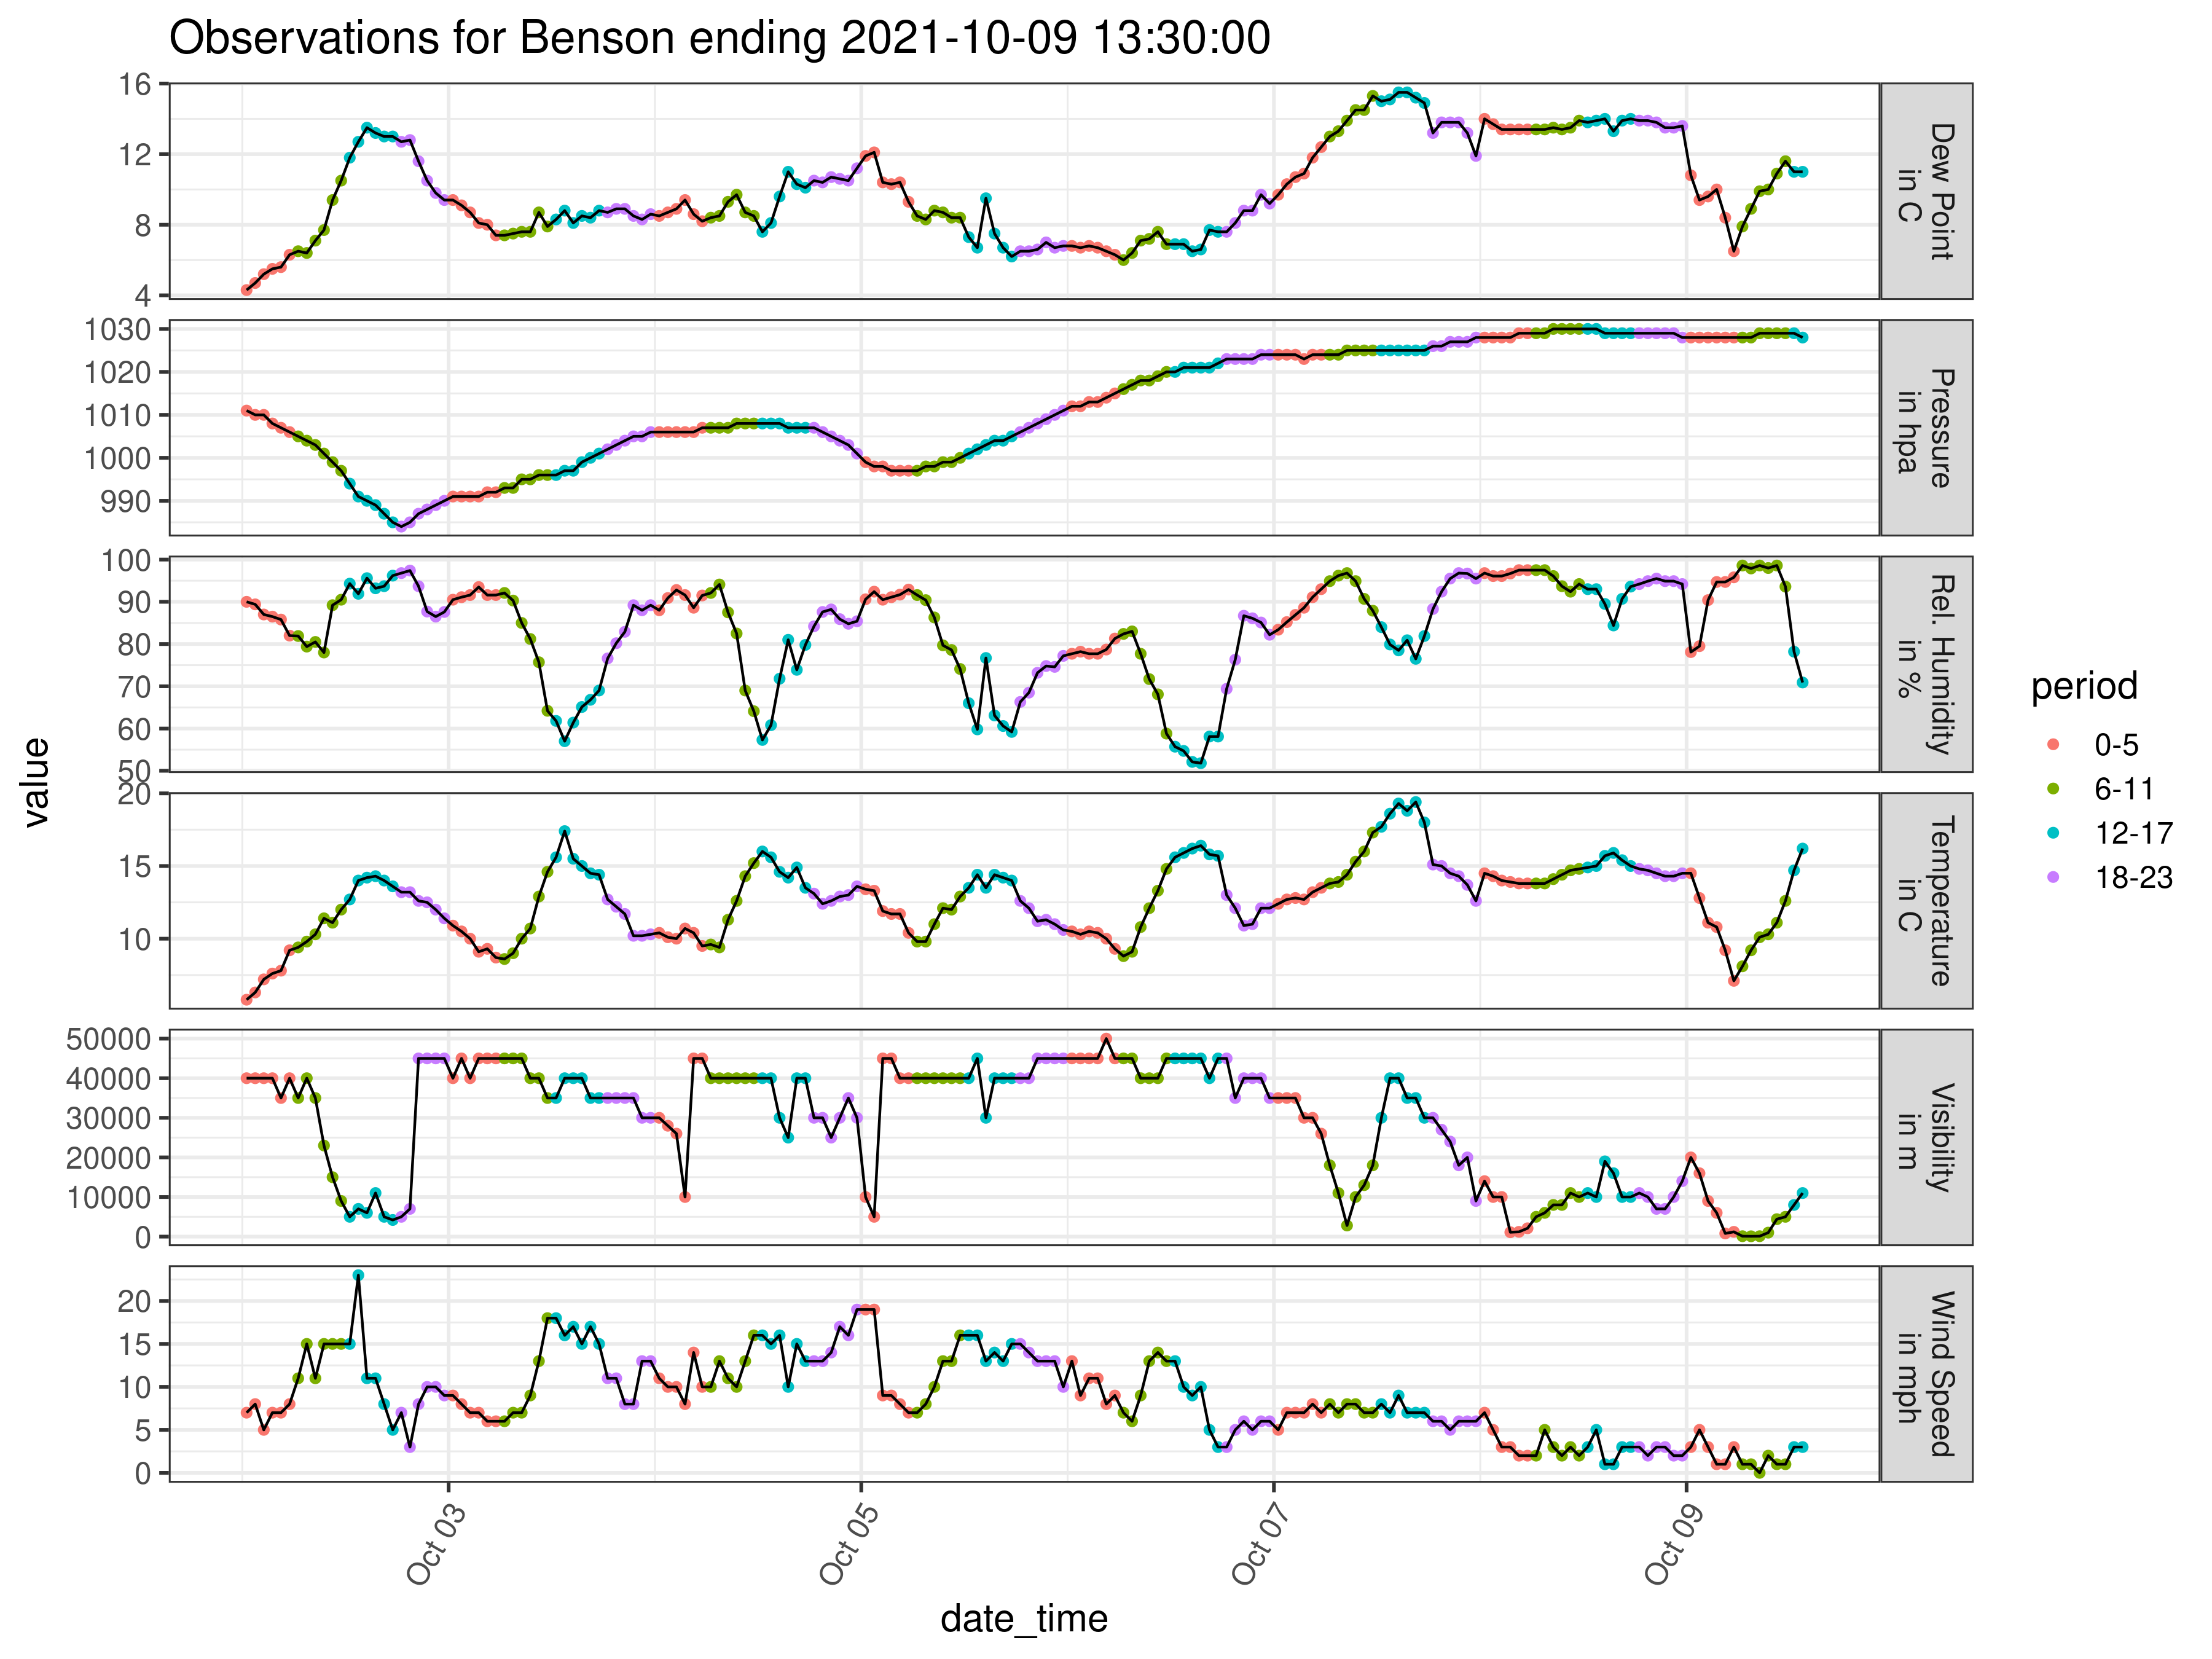 Observations for Benson ending 2021-10-09 13:30:00
value
16
12
8
4
Dew Point
in C
1030
1020
1010
1000
990
Pressure
in hpa
100
90
80
70
60
50
Rel. Humidity
in %
20
15
10
Temperature
in C
50000
40000
30000
20000
10000
0
Visibility
in m
20
15
10
5
0
Wind Speed
in mph
Oct 03
Oct 05
Oct 07
Oct 09
date_time
period
0-5
6-11
12-17
18-23